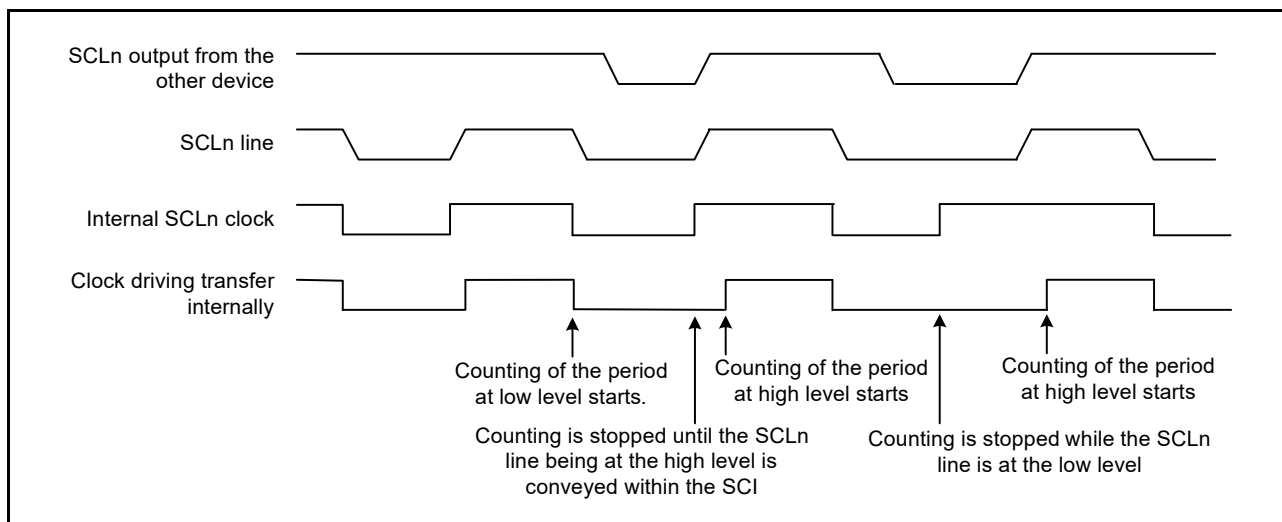 SCLn output from the
other device
SCLn line
Internal SCLn clock
Clock driving transfer
internally
Counting of the period
at low level starts.
Counting of the period
at high level starts
Counting of the period
at high level starts
Counting is stopped until the SCLn
line being at the high level is
conveyed within the SCI
Counting is stopped while the SCLn
line is at the low level